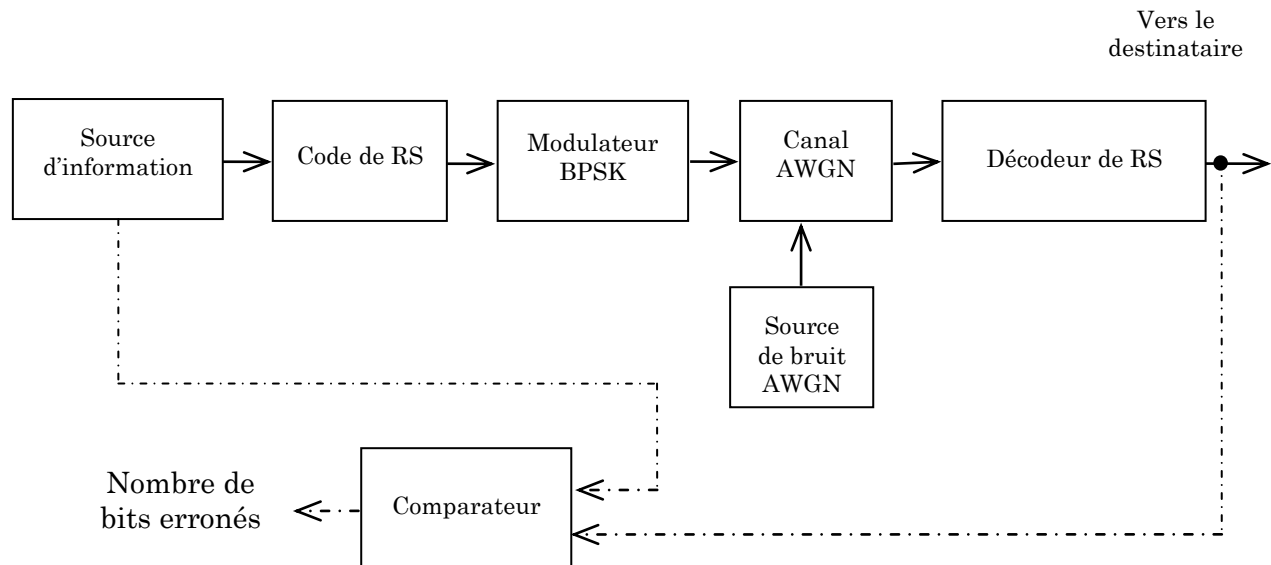 Vers le
destinataire
Source
d'information
Code de RS
Modulateur
BPSK
Canal
AWGN
Décodeur de RS
Source
de bruit
AWGN
Nombre de
bits erronés
Comparateur